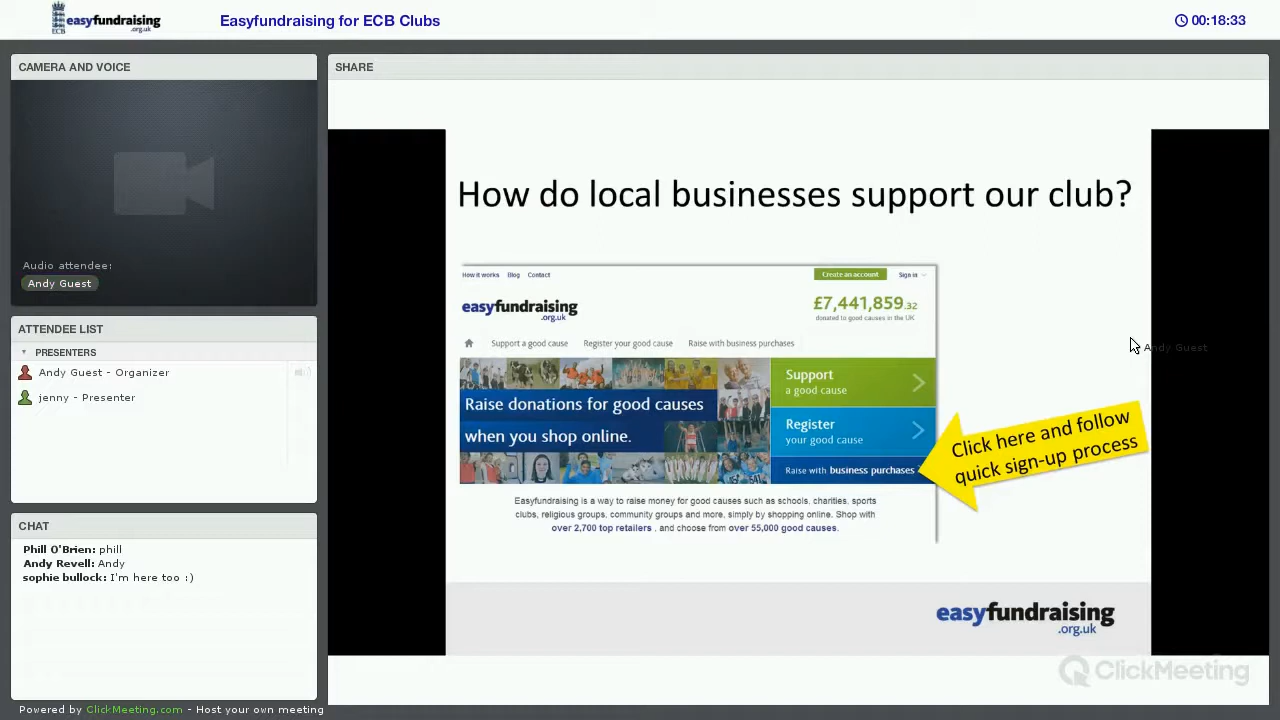 ECB
easyfundraising
.org.uk
Easyfundraising for ECB Clubs
00:18:33
CAMERA AND VOICE
Audio attendee:
Andy Guest
ATTENDEE LIST
PRESENTERS
Andy Guest - Organizer
jenny - Presenter
CHAT
Phill O'Brien: phill
Andy Revell: Andy
sophie bullock: I'm here too :)
Powered by ClickMeeting.com - Host your own meeting
SHARE
How do local businesses support our club?
How it works Blog Contact
Create an account Sign in
easyfundraising
.org.uk
£7,441,859.32
donated to good causes in the UK
Support a good cause Register your good cause Raise with business purchases
Raise donations for good causes
when you shop online.
Support
a good cause
Register
your good cause
Raise with business purchases
Click here and follow
quick sign-up process
Easyfundraising is a way to raise money for good causes such as schools, charities, sports
clubs, religious groups, community groups and more, simply by shopping online. Shop with
over 2,700 top retailers , and choose from over 55,000 good causes.
Andy Guest
easyfundraising
.org.uk
ClickMeeting